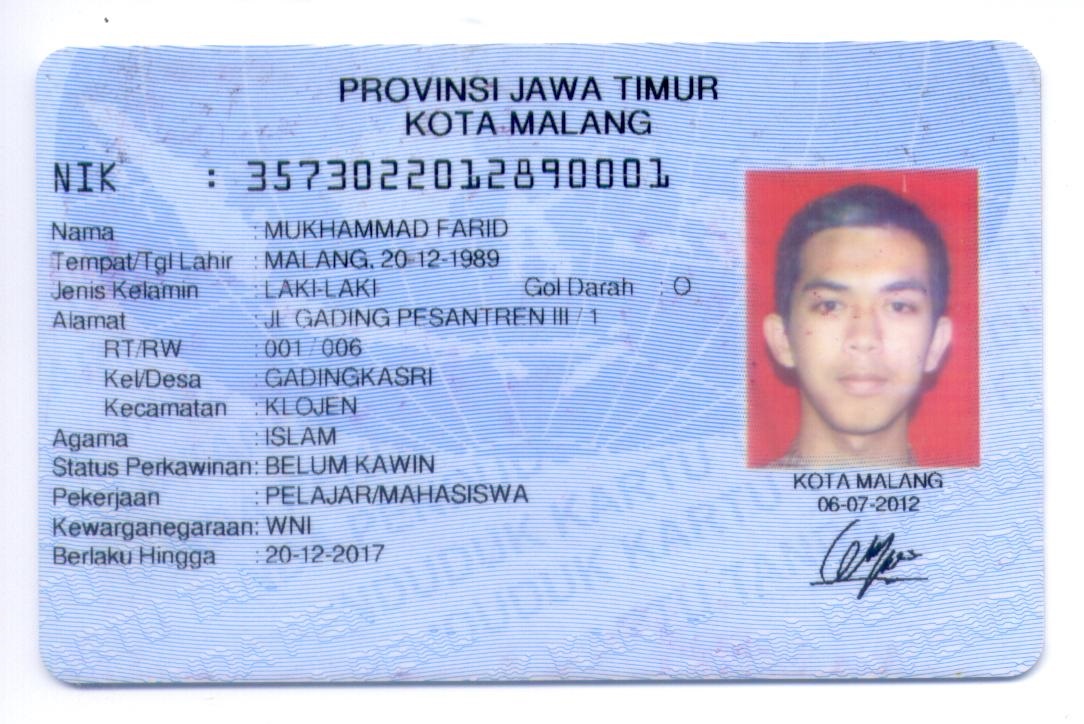 PROVINSI JAWA TIMUR
KOTA MALANG
NIK : 3573022012890001
Nama : MUKHAMMAD FARID
Tempat/Tgl Lahir : MALANG, 20-12-1989
Jenis Kelamin : LAKI-LAKI Gol Darah : O
Alamat : JL GADING PESANTREN III / 1
RT/RW : 001 / 006
Kel/Desa : GADINGKASRI
Kecamatan : KLOJEN
Agama : ISLAM
Status Perkawinan: BELUM KAWIN
Pekerjaan : PELAJAR/MAHASISWA
Kewarganegaraan: WNI
Berlaku Hingga : 20-12-2017
KOTA MALANG
06-07-2012